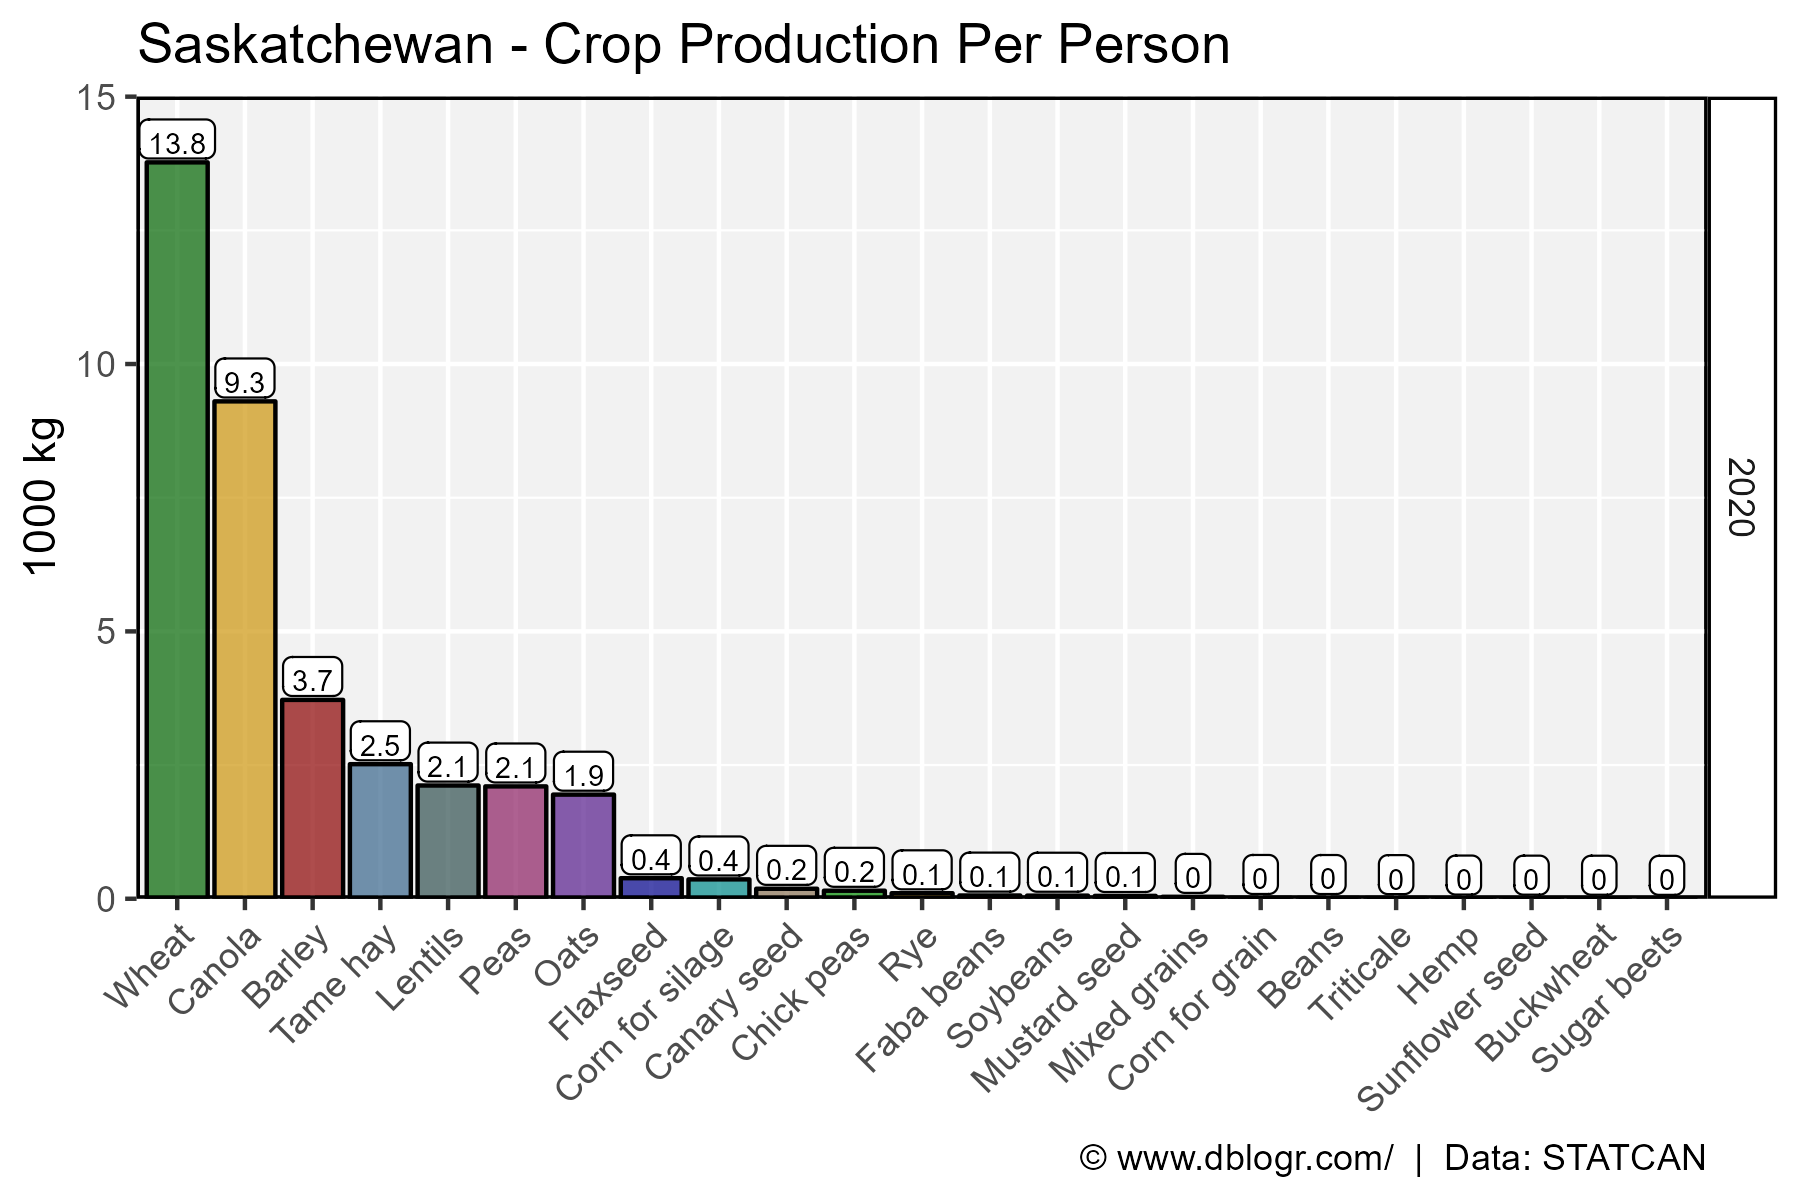 Saskatchewan - Crop Production Per Person
1000 kg
15
10
5
0
13.8
9.3
3.7
2.5
2.1
2.1
1.9
0.4
0.4
0.2
0.2
0.1
0.1
0.1
0.1
0
0
0
0
0
0
0
0
2020
Wheat
Canola
Barley
Tame hay
Lentils
Peas
Oats
Flaxseed
Corn for silage
Canary seed
Chick peas
Rye
Faba beans
Soybeans
Mustard seed
Mixed grains
Corn for grain
Beans
Triticale
Hemp
Sunflower seed
Buckwheat
Sugar beets
© www.dblogr.com/ | Data: STATCAN